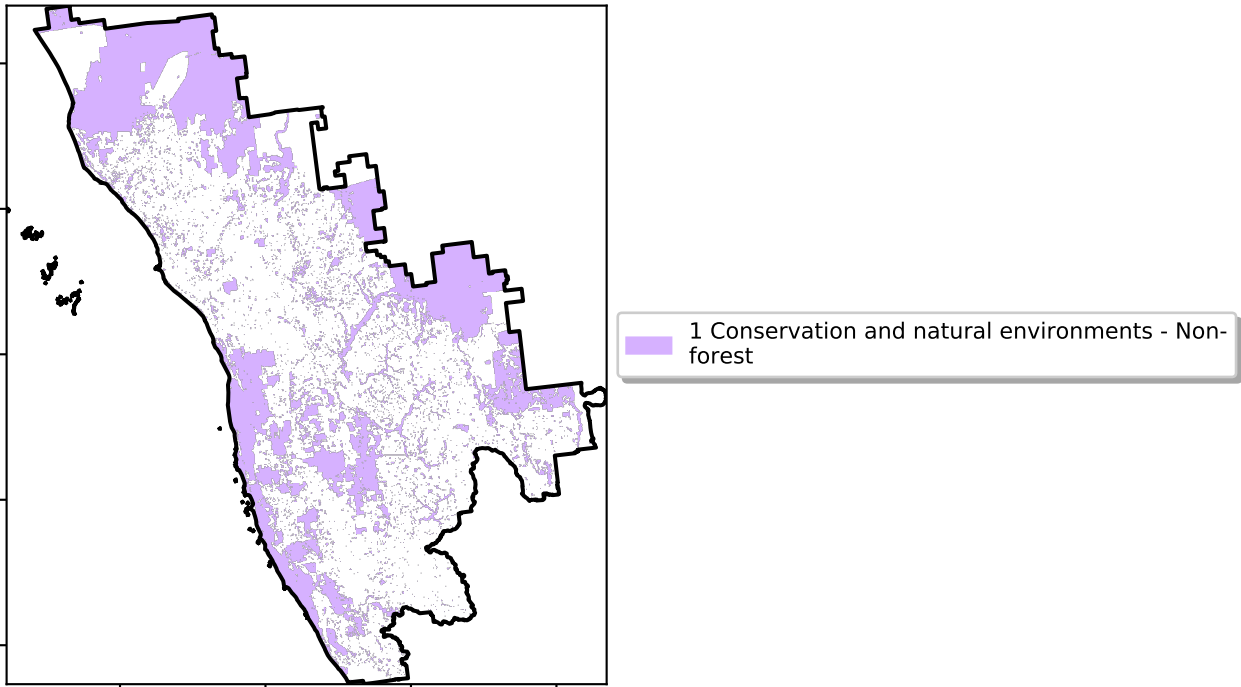 1 Conservation and natural environments - Non-
forest